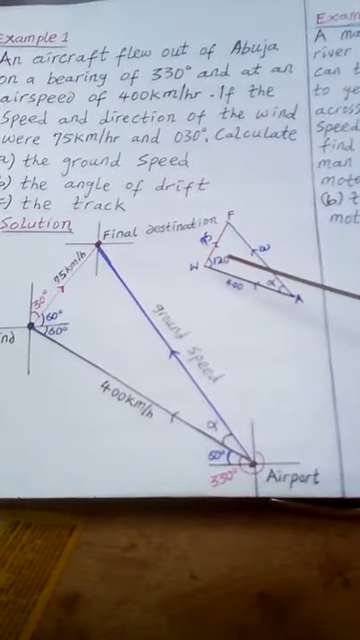 Example 1
An aircraft flew out of Abuja
on a bearing of 330° and at an
airspeed of 400km/hr. If the
Speed and direction of the wind
were 75km/hr and 030°, Calculate
a) the ground Speed
b) the angle of drift
c) the track
Solution
Final destination
75km/h
30°
60°
60°
ground speed
400km/h
α
60°
330°
Airport
F
75
W
120°
400
α
A
Exam
A ma
river
can t
to ge
across
Speed
find
man
moto
(b) t
mot